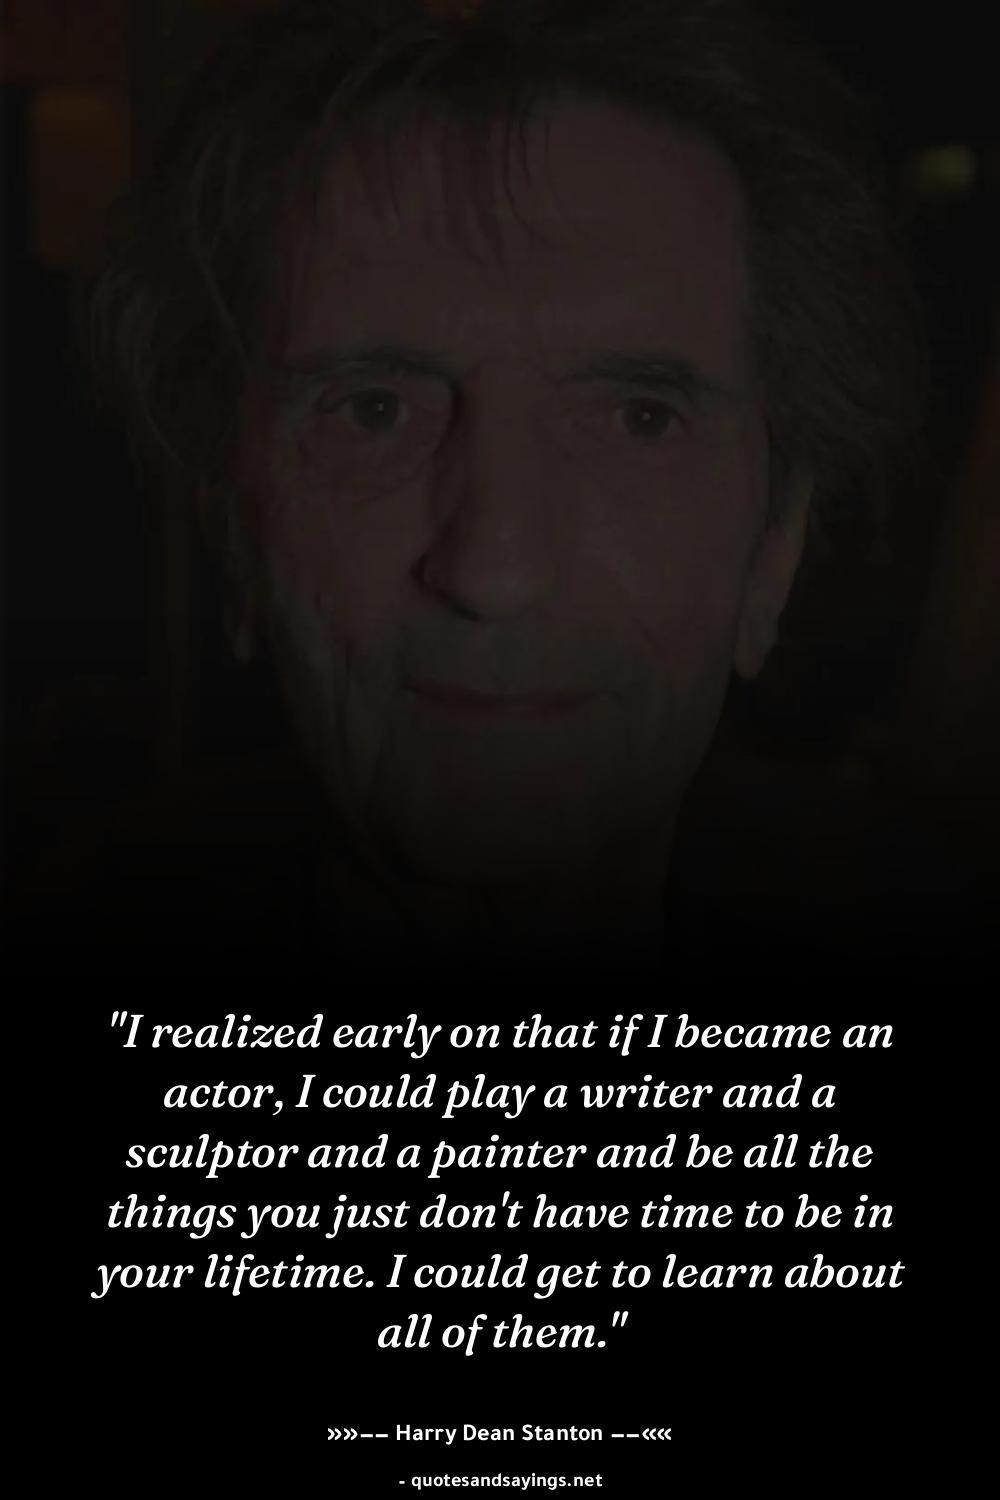 "I realized early on that if I became an
actor, I could play a writer and a
sculptor and a painter and be all the
things you just don't have time to be in
your lifetime. I could get to learn about
all of them."
»»−− Harry Dean Stanton −−««
- quotesandsayings.net